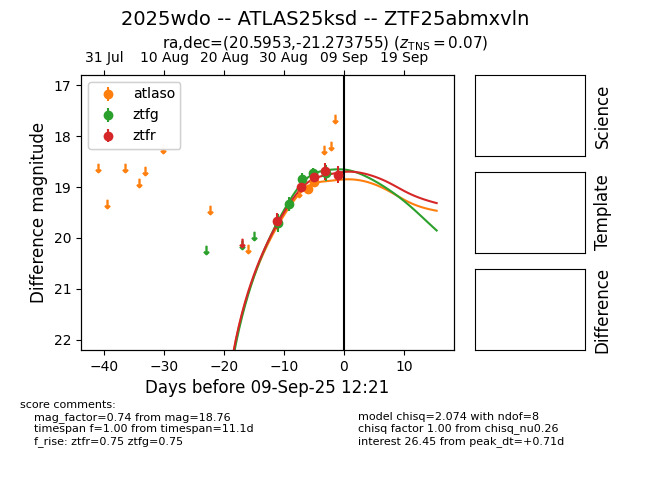 2025wdo -- ATLAS25ksd -- ZTF25abmxvln
ra,dec=(20.5953,-21.273755) (z_TNS = 0.07)
31 Jul 10 Aug 20 Aug 30 Aug 09 Sep 19 Sep
atlaso
ztfg
ztfr
Difference magnitude
17
18
19
20
21
22
−40 −30 −20 −10 0 10
Days before 09-Sep-25 12:21
Science
Template
Difference
score comments:
mag_factor=0.74 from mag=18.76
timespan f=1.00 from timespan=11.1d
f_rise: ztfr=0.75 ztfg=0.75
model chisq=2.074 with ndof=8
chisq factor 1.00 from chisq_nu0.26
interest 26.45 from peak_dt=+0.71d